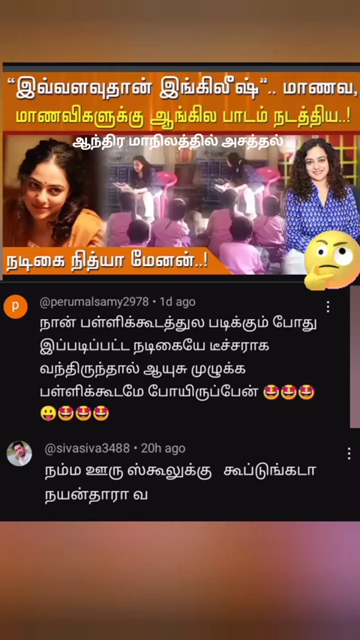 “இவ்வளவுதான் இங்கிலீஷ்”.. மாணவ,
மாணவிகளுக்கு ஆங்கில பாடம் நடத்திய..!
ஆந்திர மாநிலத்தில் அசத்தல்
நடிகை நித்யா மேனன்..!
p
@perumalsamy2978 • 1d ago
நான் பள்ளிக்கூடத்துல படிக்கும் போது
இப்படிப்பட்ட நடிகையே டீச்சராக
வந்திருந்தால் ஆயுசு முழுக்க
பள்ளிக்கூடமே போயிருப்பேன் 🤩🤩🤩
😛🤩🤩🤩
@sivasiva3488 • 20h ago
நம்ம ஊரு ஸ்கூலுக்கு கூப்டுங்கடா
நயன்தாரா வ